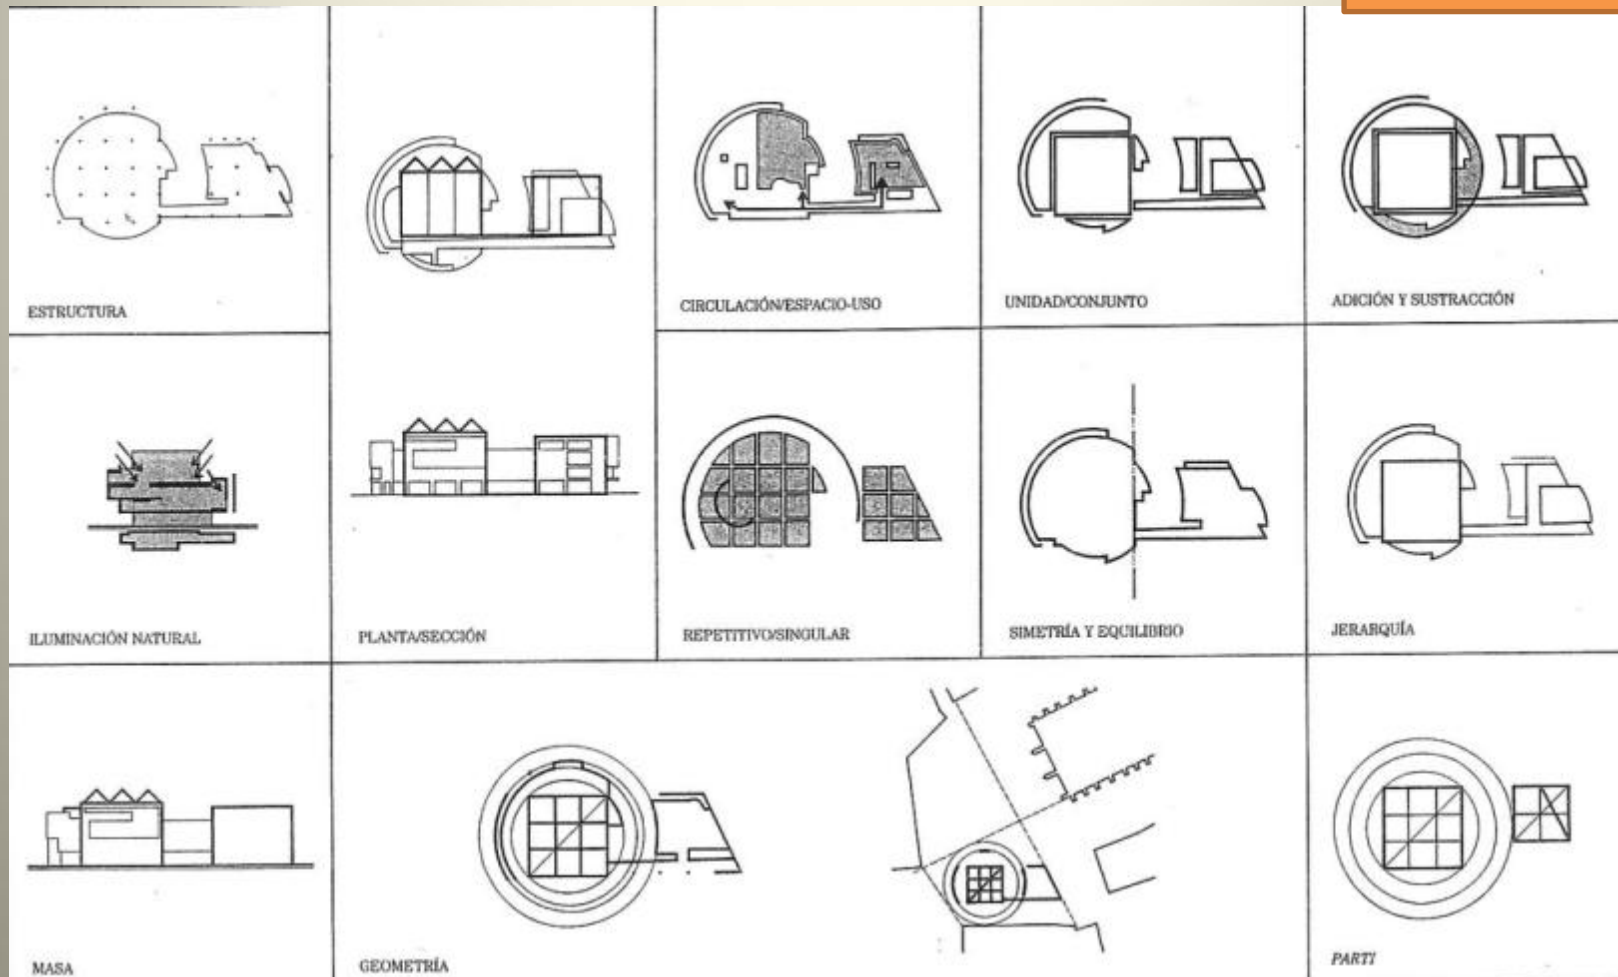 ESTRUCTURA
CIRCULACIÓN/ESPACIO-USO
UNIDAD/CONJUNTO
ADICIÓN Y SUSTRACCIÓN
ILUMINACIÓN NATURAL
PLANTA/SECCIÓN
REPETITIVO/SINGULAR
SIMETRÍA Y EQUILIBRIO
JERARQUÍA
MASA
GEOMETRÍA
PARTI